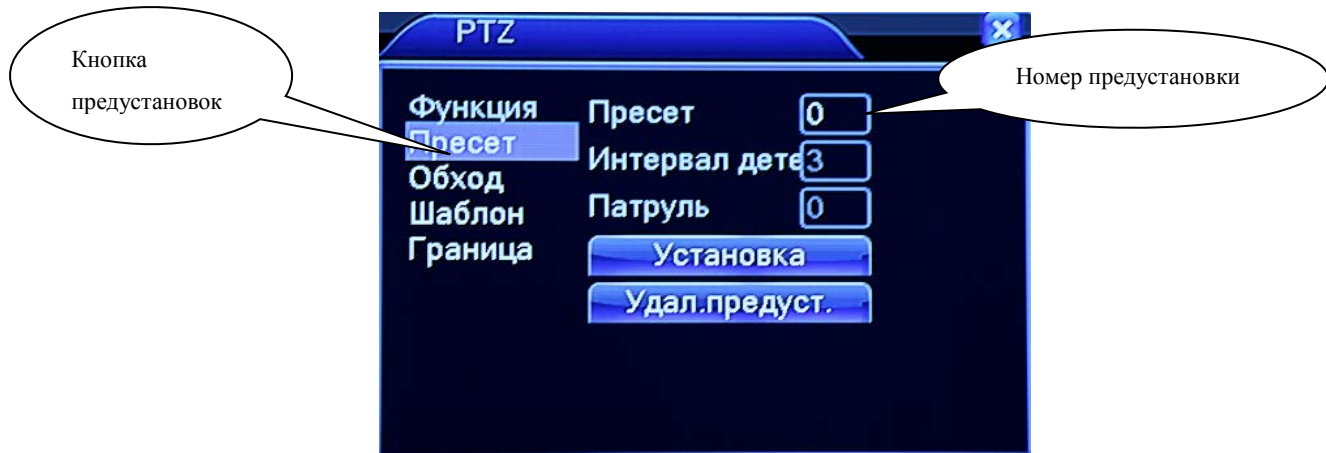 Кнопка
предустановок
PTZ
Номер предустановки
Функция
Пресет
Обход
Шаблон
Граница
Пресет 0
Интервал дете 3
Патруль 0
Установка
Удал.предуст.